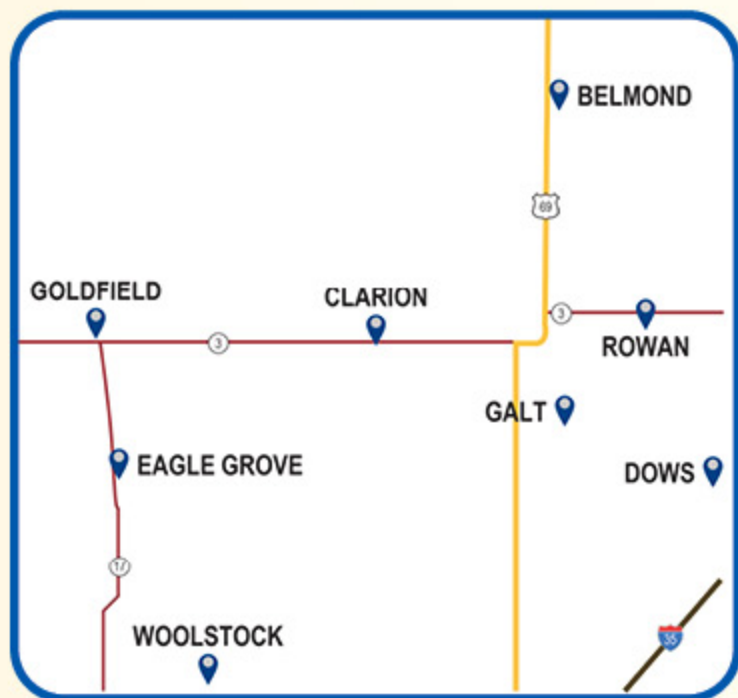 BELMOND
69
GOLDFIELD
CLARION
3
3
ROWAN
GALT
EAGLE GROVE
DOWS
17
WOOLSTOCK
35